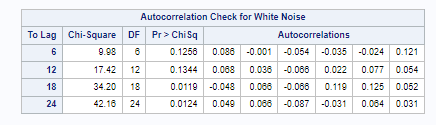 Autocorrelation Check for White Noise
To Lag Chi-Square DF Pr > ChiSq Autocorrelations
6 9.98 6 0.1256 0.086 -0.001 -0.054 -0.035 -0.024 0.121
12 17.42 12 0.1344 0.068 0.036 -0.066 0.022 0.077 0.054
18 34.20 18 0.0119 -0.048 0.066 -0.066 0.119 0.125 0.052
24 42.16 24 0.0124 0.049 0.066 -0.087 -0.031 0.064 0.031